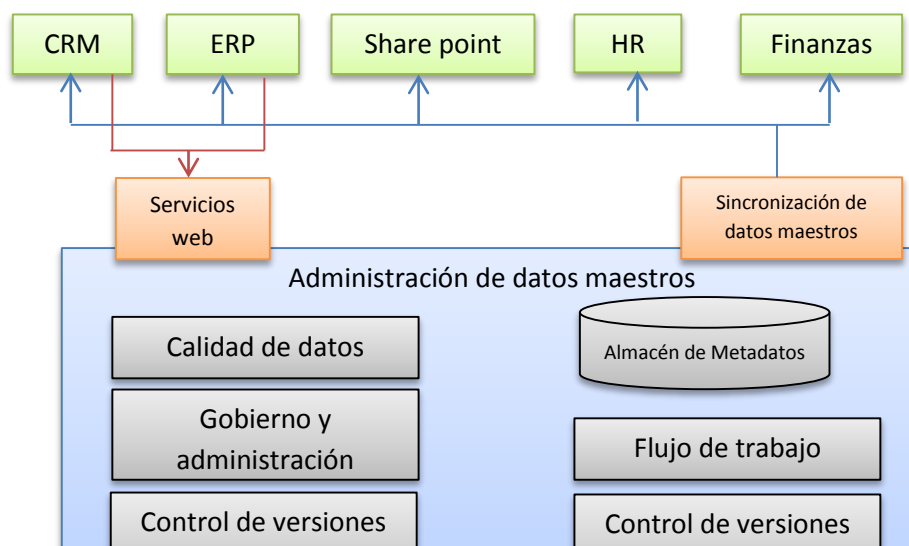 CRM
ERP
Share point
HR
Finanzas
Servicios
web
Sincronización de
datos maestros
Administración de datos maestros
Calidad de datos
Almacén de Metadatos
Gobierno y
administración
Flujo de trabajo
Control de versiones
Control de versiones